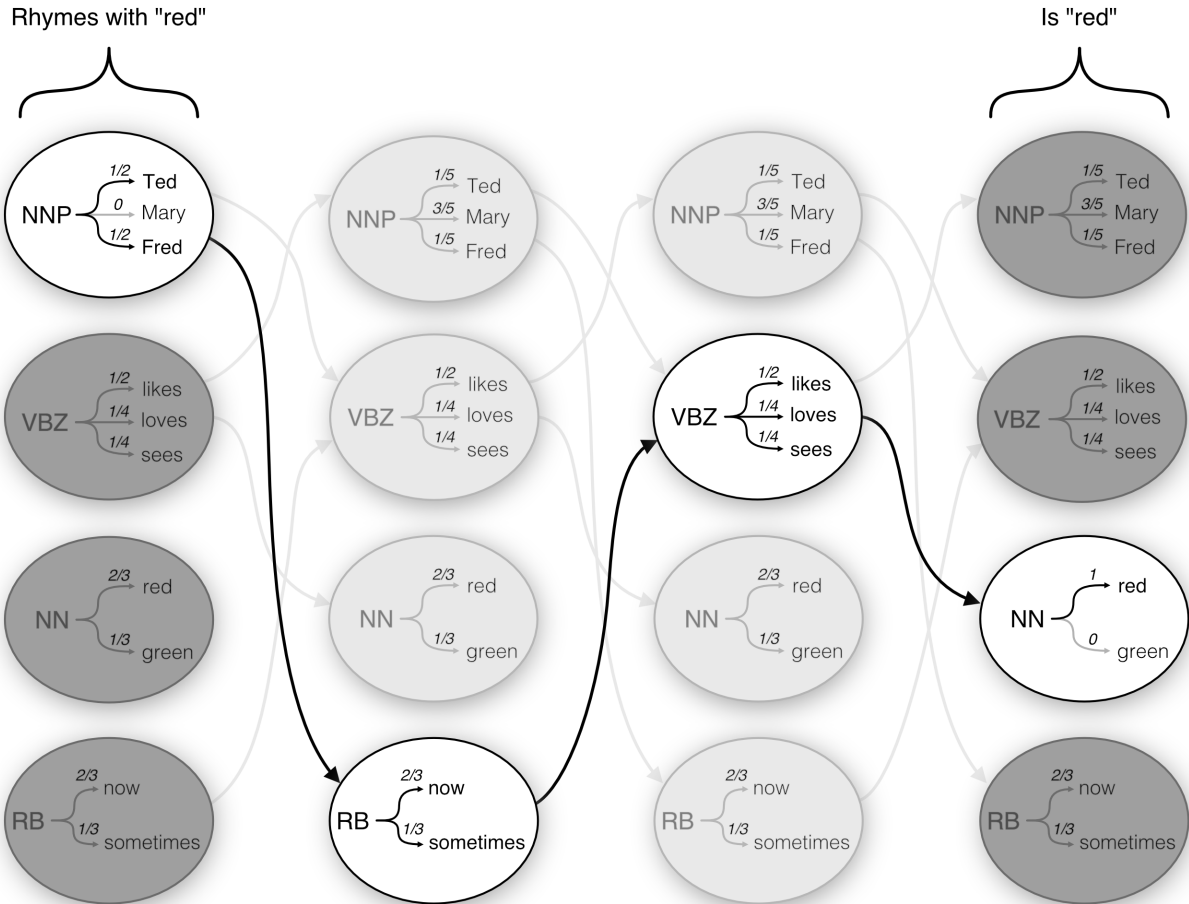 Rhymes with "red"
Is "red"
NNP
1/2 Ted
0 Mary
1/2 Fred
NNP
1/5 Ted
3/5 Mary
1/5 Fred
NNP
1/5 Ted
3/5 Mary
1/5 Fred
NNP
1/5 Ted
3/5 Mary
1/5 Fred
VBZ
1/2 likes
1/4 loves
1/4 sees
VBZ
1/2 likes
1/4 loves
1/4 sees
VBZ
1/2 likes
1/4 loves
1/4 sees
VBZ
1/2 likes
1/4 loves
1/4 sees
NN
2/3 red
1/3 green
NN
2/3 red
1/3 green
NN
2/3 red
1/3 green
NN
1 red
0 green
RB
2/3 now
1/3 sometimes
RB
2/3 now
1/3 sometimes
RB
2/3 now
1/3 sometimes
RB
2/3 now
1/3 sometimes